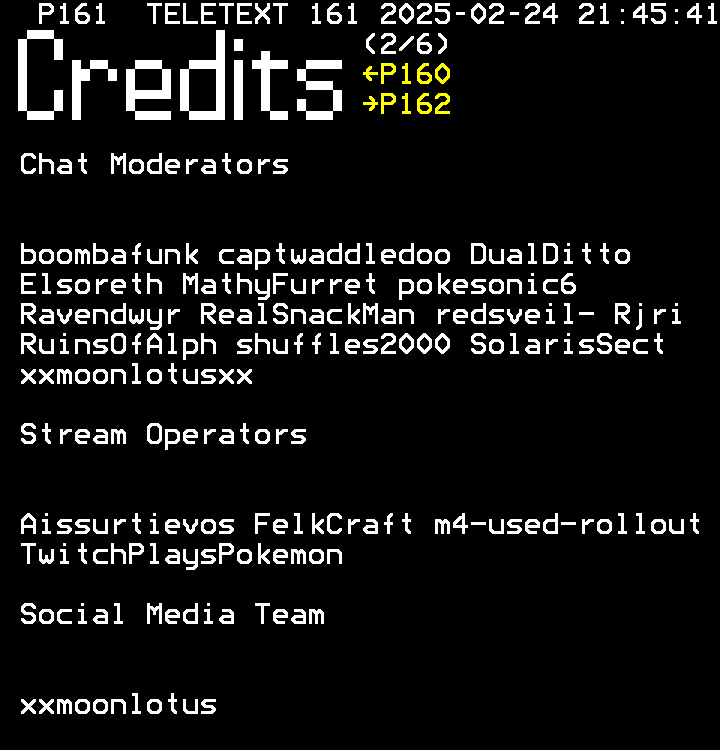 P161 TELETEXT 161 2025-02-24 21:45:41
Credits
(2/6)
←P160
→P162
Chat Moderators
boombafunk captwaddledoo DualDitto
Elsoreth MathyFurret pokesonic6
Ravendwyr RealSnackMan redsveil- Rjri
RuinsOfAlph shuffles2000 SolarisSect
xxmoonlotusxx
Stream Operators
Aissurtievos FelkCraft m4-used-rollout
TwitchPlaysPokemon
Social Media Team
xxmoonlotus